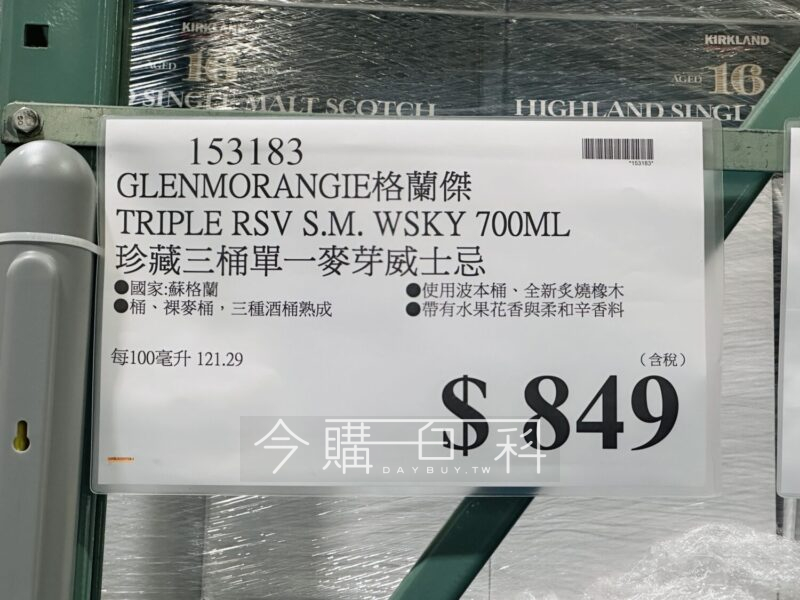 KIRKLAND
KIRKLAND
AGED 16 YEARS
AGED 16
SINGLE MALT SCOTCH
HIGHLAND SINGL
153183
*153183*
GLENMORANGIE格蘭傑
TRIPLE RSV S.M. WSKY 700ML
珍藏三桶單一麥芽威士忌
●國家:蘇格蘭
●使用波本桶、全新炙燒橡木
●桶、裸麥桶，三種酒桶熟成
●帶有水果花香與柔和辛香料
每100毫升 121.29
（含稅）
$ 849
今購百科
DAYBUY.TW